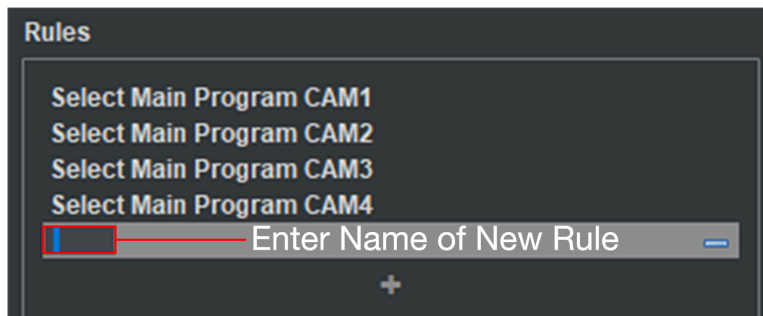 Rules
Select Main Program CAM1
Select Main Program CAM2
Select Main Program CAM3
Select Main Program CAM4
Enter Name of New Rule